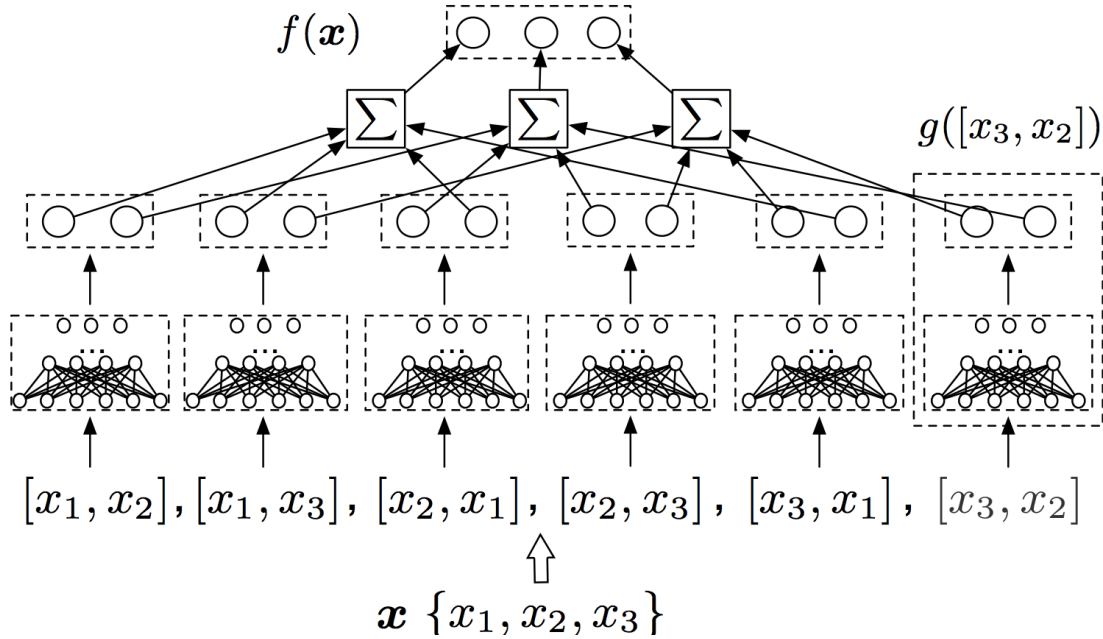 f(x)
Σ Σ Σ
g([x₃, x₂])
... ... ... ... ... ...
[x₁, x₂], [x₁, x₃], [x₂, x₁], [x₂, x₃], [x₃, x₁], [x₃, x₂]
x {x₁, x₂, x₃}